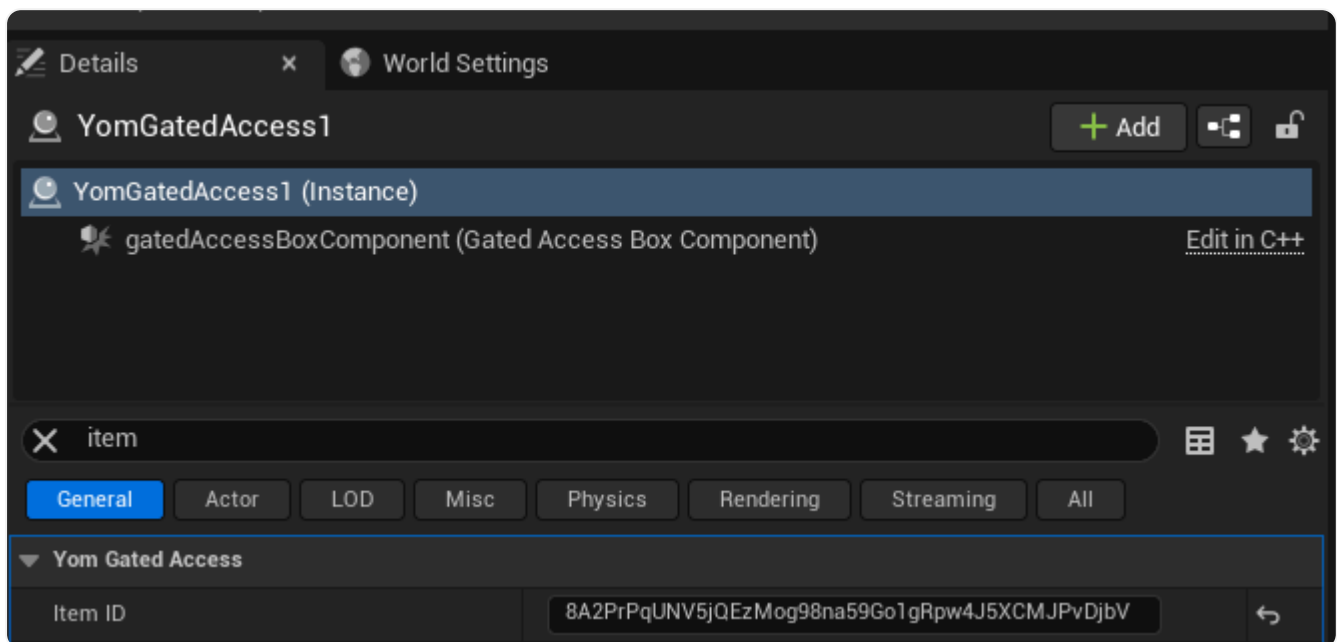 Details
World Settings
YomGatedAccess1
Add
YomGatedAccess1 (Instance)
gatedAccessBoxComponent (Gated Access Box Component)
Edit in C++
item
General Actor LOD Misc Physics Rendering Streaming All
Yom Gated Access
Item ID
8A2PrPqUNV5jQEzMog98na59Go1gRpw4J5XCMJPvDjbV